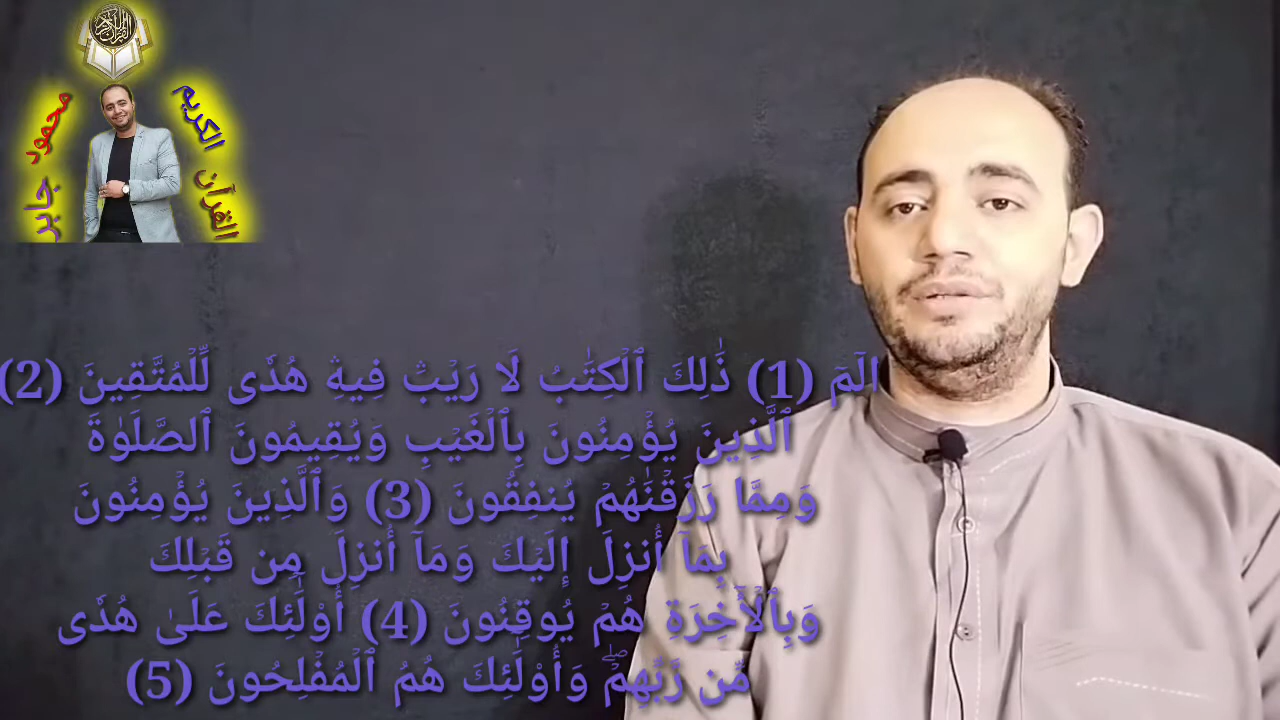 القرآن الكريم
محمود جابر
الٓمٓ (1) ذَٰلِكَ ٱلۡكِتَٰبُ لَا رَيۡبَۛ فِيهِۛ هُدٗى لِّلۡمُتَّقِينَ (2)
ٱلَّذِينَ يُؤۡمِنُونَ بِٱلۡغَيۡبِ وَيُقِيمُونَ ٱلصَّلَوٰةَ
وَمِمَّا رَزَقۡنَٰهُمۡ يُنفِقُونَ (3) وَٱلَّذِينَ يُؤۡمِنُونَ
بِمَآ أُنزِلَ إِلَيۡكَ وَمَآ أُنزِلَ مِن قَبۡلِكَ
وَبِٱلۡأٓخِرَةِ هُمۡ يُوقِنُونَ (4) أُوْلَٰٓئِكَ عَلَىٰ هُدٗى
مِّن رَّبِّهِمۡۖ وَأُوْلَٰٓئِكَ هُمُ ٱلۡمُفۡلِحُونَ (5)